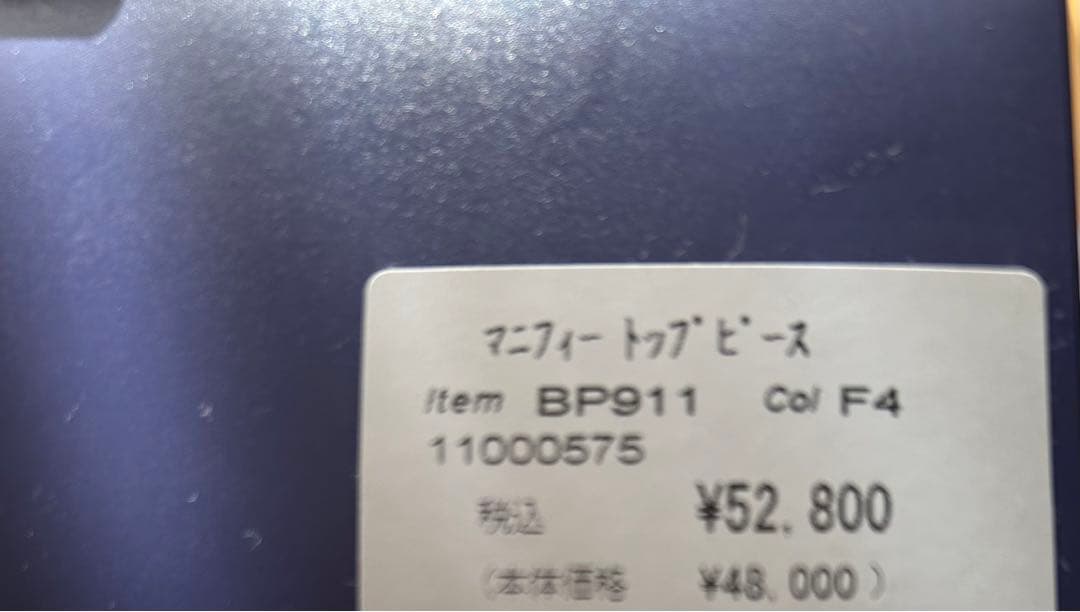 ﾏﾆﾌｨｰ ﾄｯﾌﾟﾋﾟｰｽ
Item BP911 Col F4
11000575
税込 ¥52,800
(本体価格 ¥48,000)